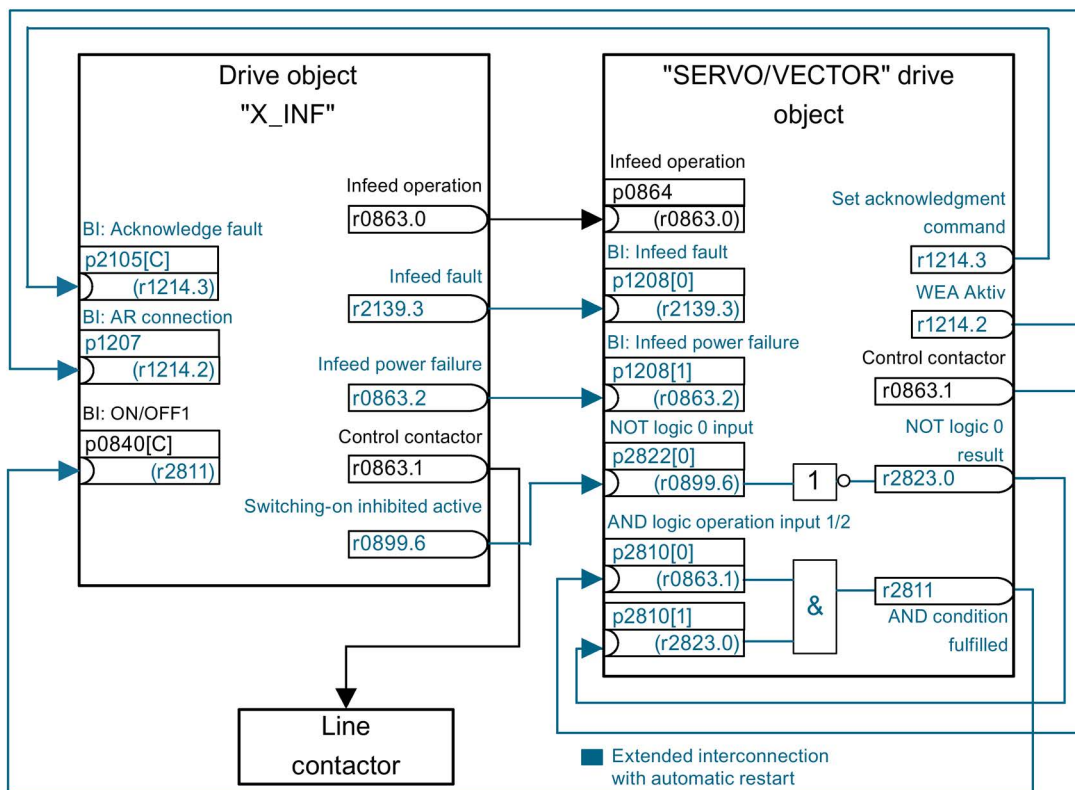 Drive object
"X_INF"
Infeed operation
r0863.0
BI: Acknowledge fault
p2105[C]
(r1214.3)
Infeed fault
r2139.3
BI: AR connection
p1207
(r1214.2)
Infeed power failure
r0863.2
BI: ON/OFF1
p0840[C]
(r2811)
Control contactor
r0863.1
Switching-on inhibited active
r0899.6
"SERVO/VECTOR" drive
object
Infeed operation
p0864
(r0863.0)
Set acknowledgment
command
r1214.3
BI: Infeed fault
p1208[0]
(r2139.3)
WEA Aktiv
r1214.2
BI: Infeed power failure
p1208[1]
(r0863.2)
Control contactor
r0863.1
NOT logic 0 input
p2822[0]
(r0899.6)
1
NOT logic 0
result
r2823.0
AND logic operation input 1/2
p2810[0]
(r0863.1)
p2810[1]
(r2823.0)
&
r2811
AND condition
fulfilled
Line
contactor
Extended interconnection
with automatic restart